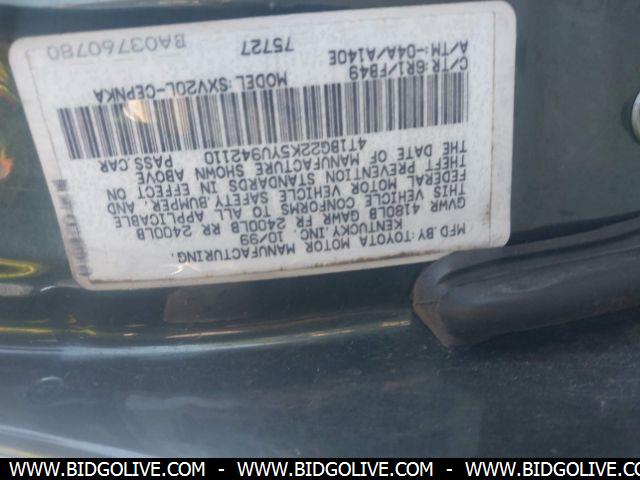 MFD. BY: TOYOTA MOTOR MANUFACTURING,
KENTUCKY, INC. 10/99
GVWR 4180LB GAWR FR 2400LB RR 2400LB
THIS VEHICLE CONFORMS TO ALL APPLICABLE
FEDERAL MOTOR VEHICLE SAFETY, BUMPER, AND
THEFT PREVENTION STANDARDS IN EFFECT ON
THE DATE OF MANUFACTURE SHOWN ABOVE.
4T1BG22K5YU942110 PASS.CAR
C/TR:6R1/FB49 MODEL:SXV20L-CEPNKA
A/TM:-04A/A140E 75727 BA03760780
WWW.BIDGOLIVE.COM - WWW.BIDGOLIVE.COM - WWW.BIDGOLIVE.COM